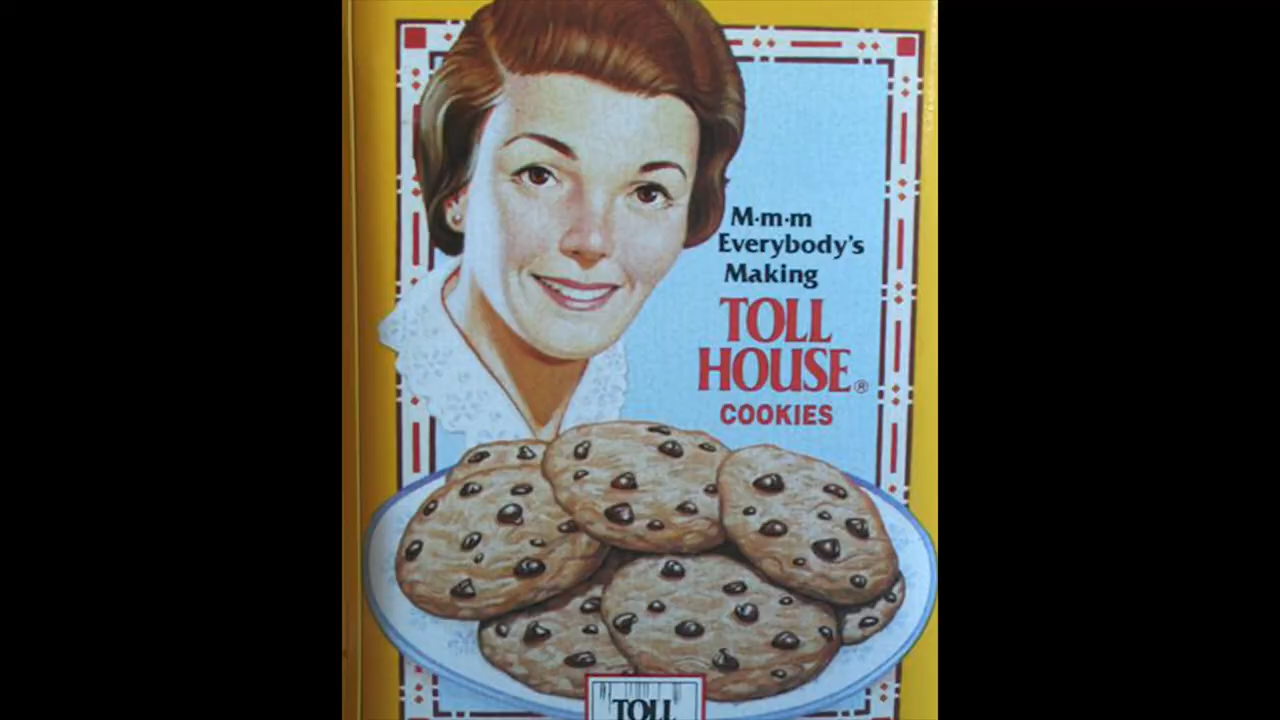 M·m·m
Everybody's
Making
TOLL
HOUSE®
COOKIES
TOLL